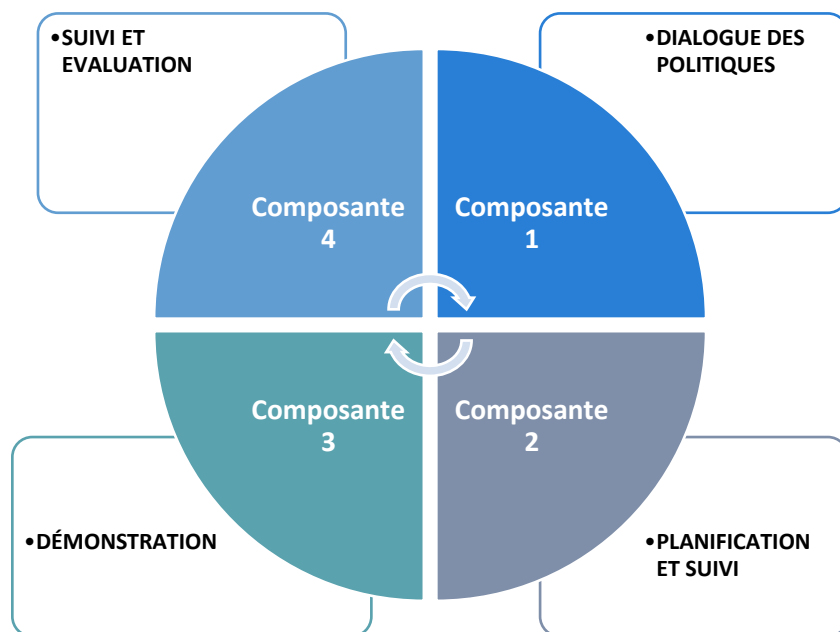 •SUIVI ET
EVALUATION
•DIALOGUE DES
POLITIQUES
Composante
4
Composante
1
Composante
3
Composante
2
•DÉMONSTRATION
•PLANIFICATION
ET SUIVI